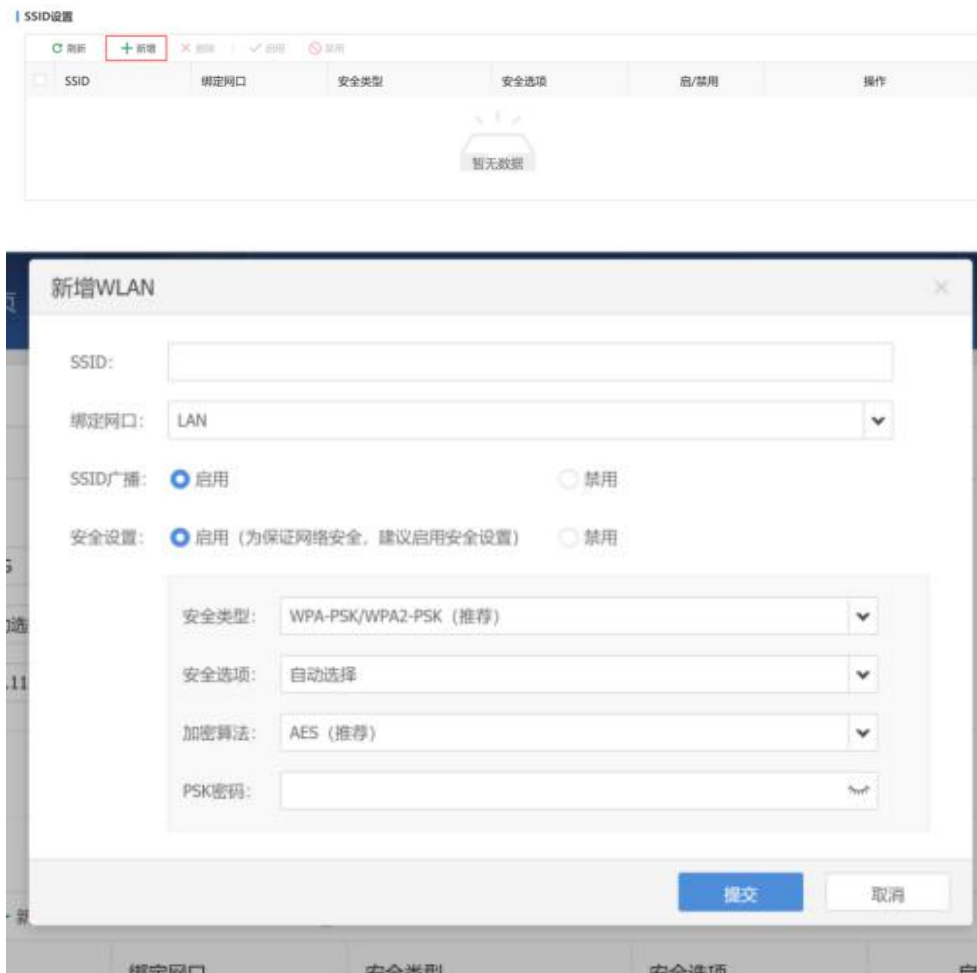 SSID设置
刷新 新增 删除 启用 禁用
SSID 绑定网口 安全类型 安全选项 启/禁用 操作
暂无数据
新增WLAN
SSID:
绑定网口: LAN
SSID广播: 启用 禁用
安全设置: 启用（为保证网络安全，建议启用安全设置） 禁用
安全类型: WPA-PSK/WPA2-PSK（推荐）
安全选项: 自动选择
加密算法: AES（推荐）
PSK密码:
提交 取消
绑定网口 安全类型 安全选项